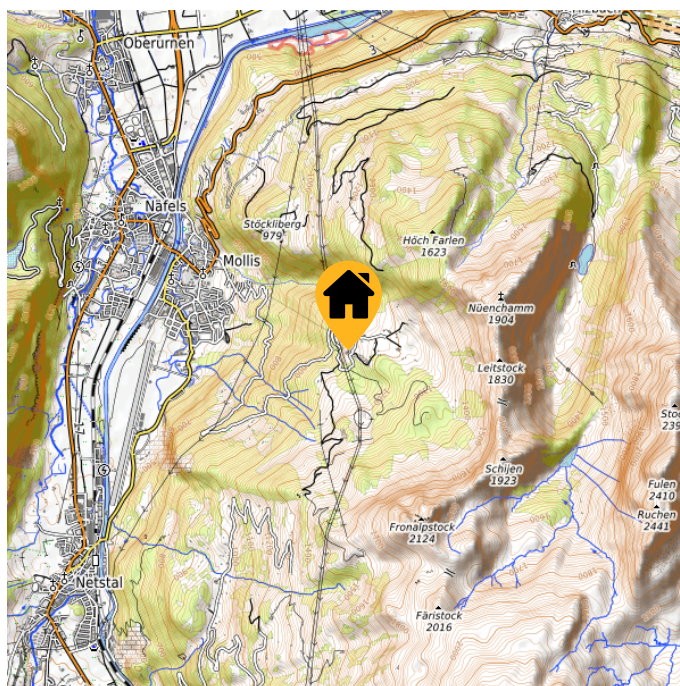 Oberurnen
Näfels
Stöckliberg
979
Mollis
Höch Farlen
1623
Nüenchamm
1904
Leitstock
1830
Schijen
1923
Fulen
2410
Ruchen
2441
Fronalpstock
2124
Netstal
Färistock
2016